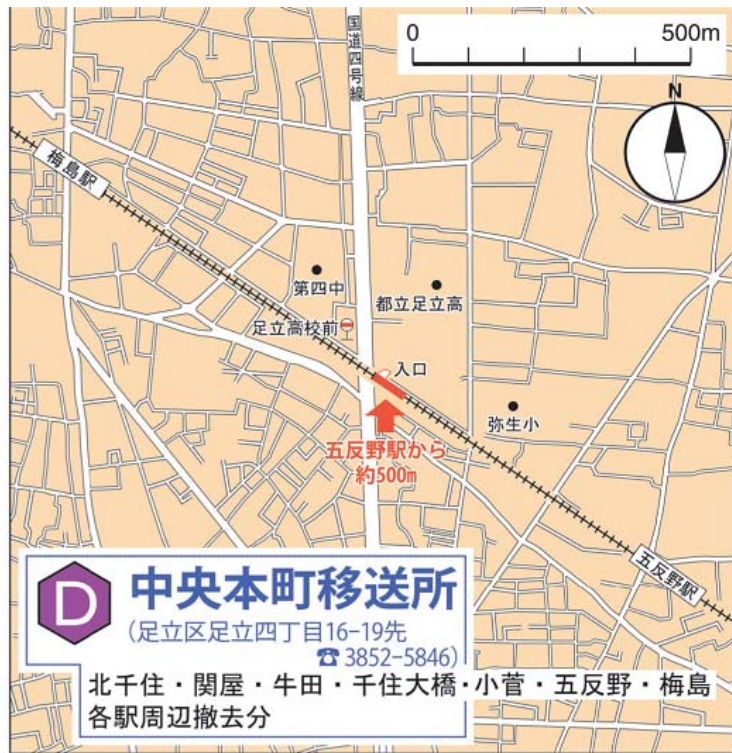 国道四号線
0 500m
N
梅島駅
第四中
都立足立高
足立高校前
入口
弥生小
五反野駅から
約500m
五反野駅
D
中央本町移送所
(足立区足立四丁目16-19先
☎3852-5846)
北千住・関屋・牛田・千住大橋・小菅・五反野・梅島
各駅周辺撤去分